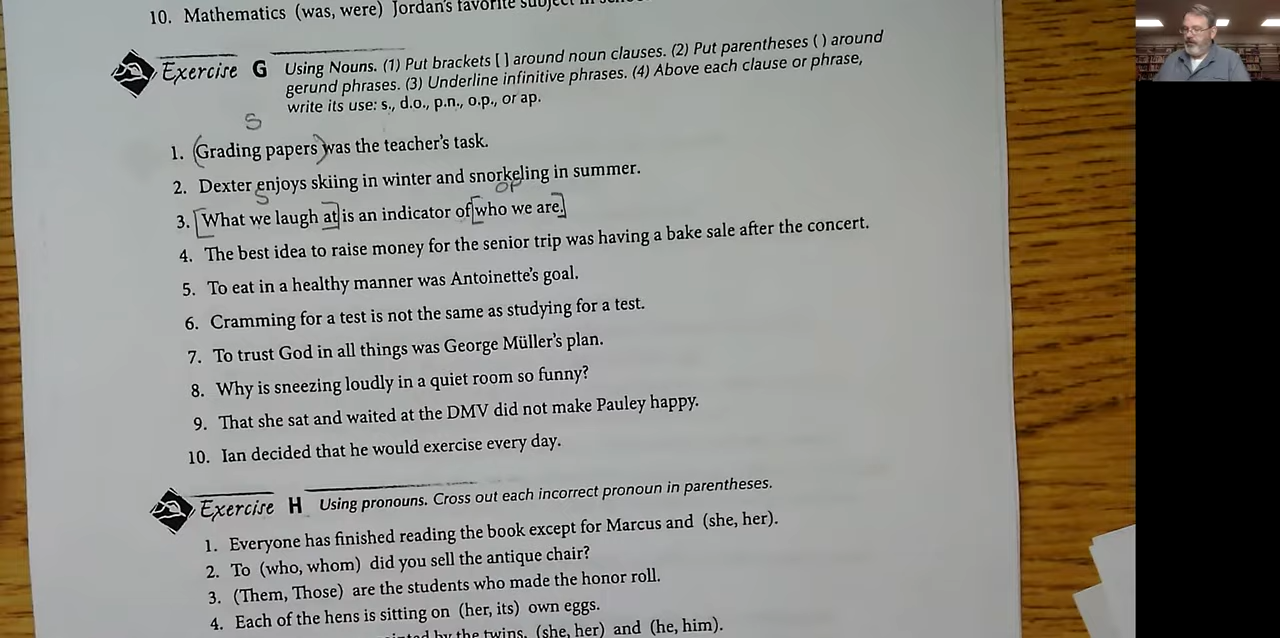 10. Mathematics (was, were) Jordan's favorite subject in
Exercise G Using Nouns. (1) Put brackets [ ] around noun clauses. (2) Put parentheses ( ) around
gerund phrases. (3) Underline infinitive phrases. (4) Above each clause or phrase,
write its use: s., d.o., p.n., o.p., or ap.
S
1. (Grading papers) was the teacher's task.
2. Dexter enjoys skiing in winter and snorkeling in summer.
S OP
3. [What we laugh at] is an indicator of [who we are.]
4. The best idea to raise money for the senior trip was having a bake sale after the concert.
5. To eat in a healthy manner was Antoinette's goal.
6. Cramming for a test is not the same as studying for a test.
7. To trust God in all things was George Müller's plan.
8. Why is sneezing loudly in a quiet room so funny?
9. That she sat and waited at the DMV did not make Pauley happy.
10. Ian decided that he would exercise every day.
Exercise H Using pronouns. Cross out each incorrect pronoun in parentheses.
1. Everyone has finished reading the book except for Marcus and (she, her).
2. To (who, whom) did you sell the antique chair?
3. (Them, Those) are the students who made the honor roll.
4. Each of the hens is sitting on (her, its) own eggs.
by the twins, (she, her) and (he, him).